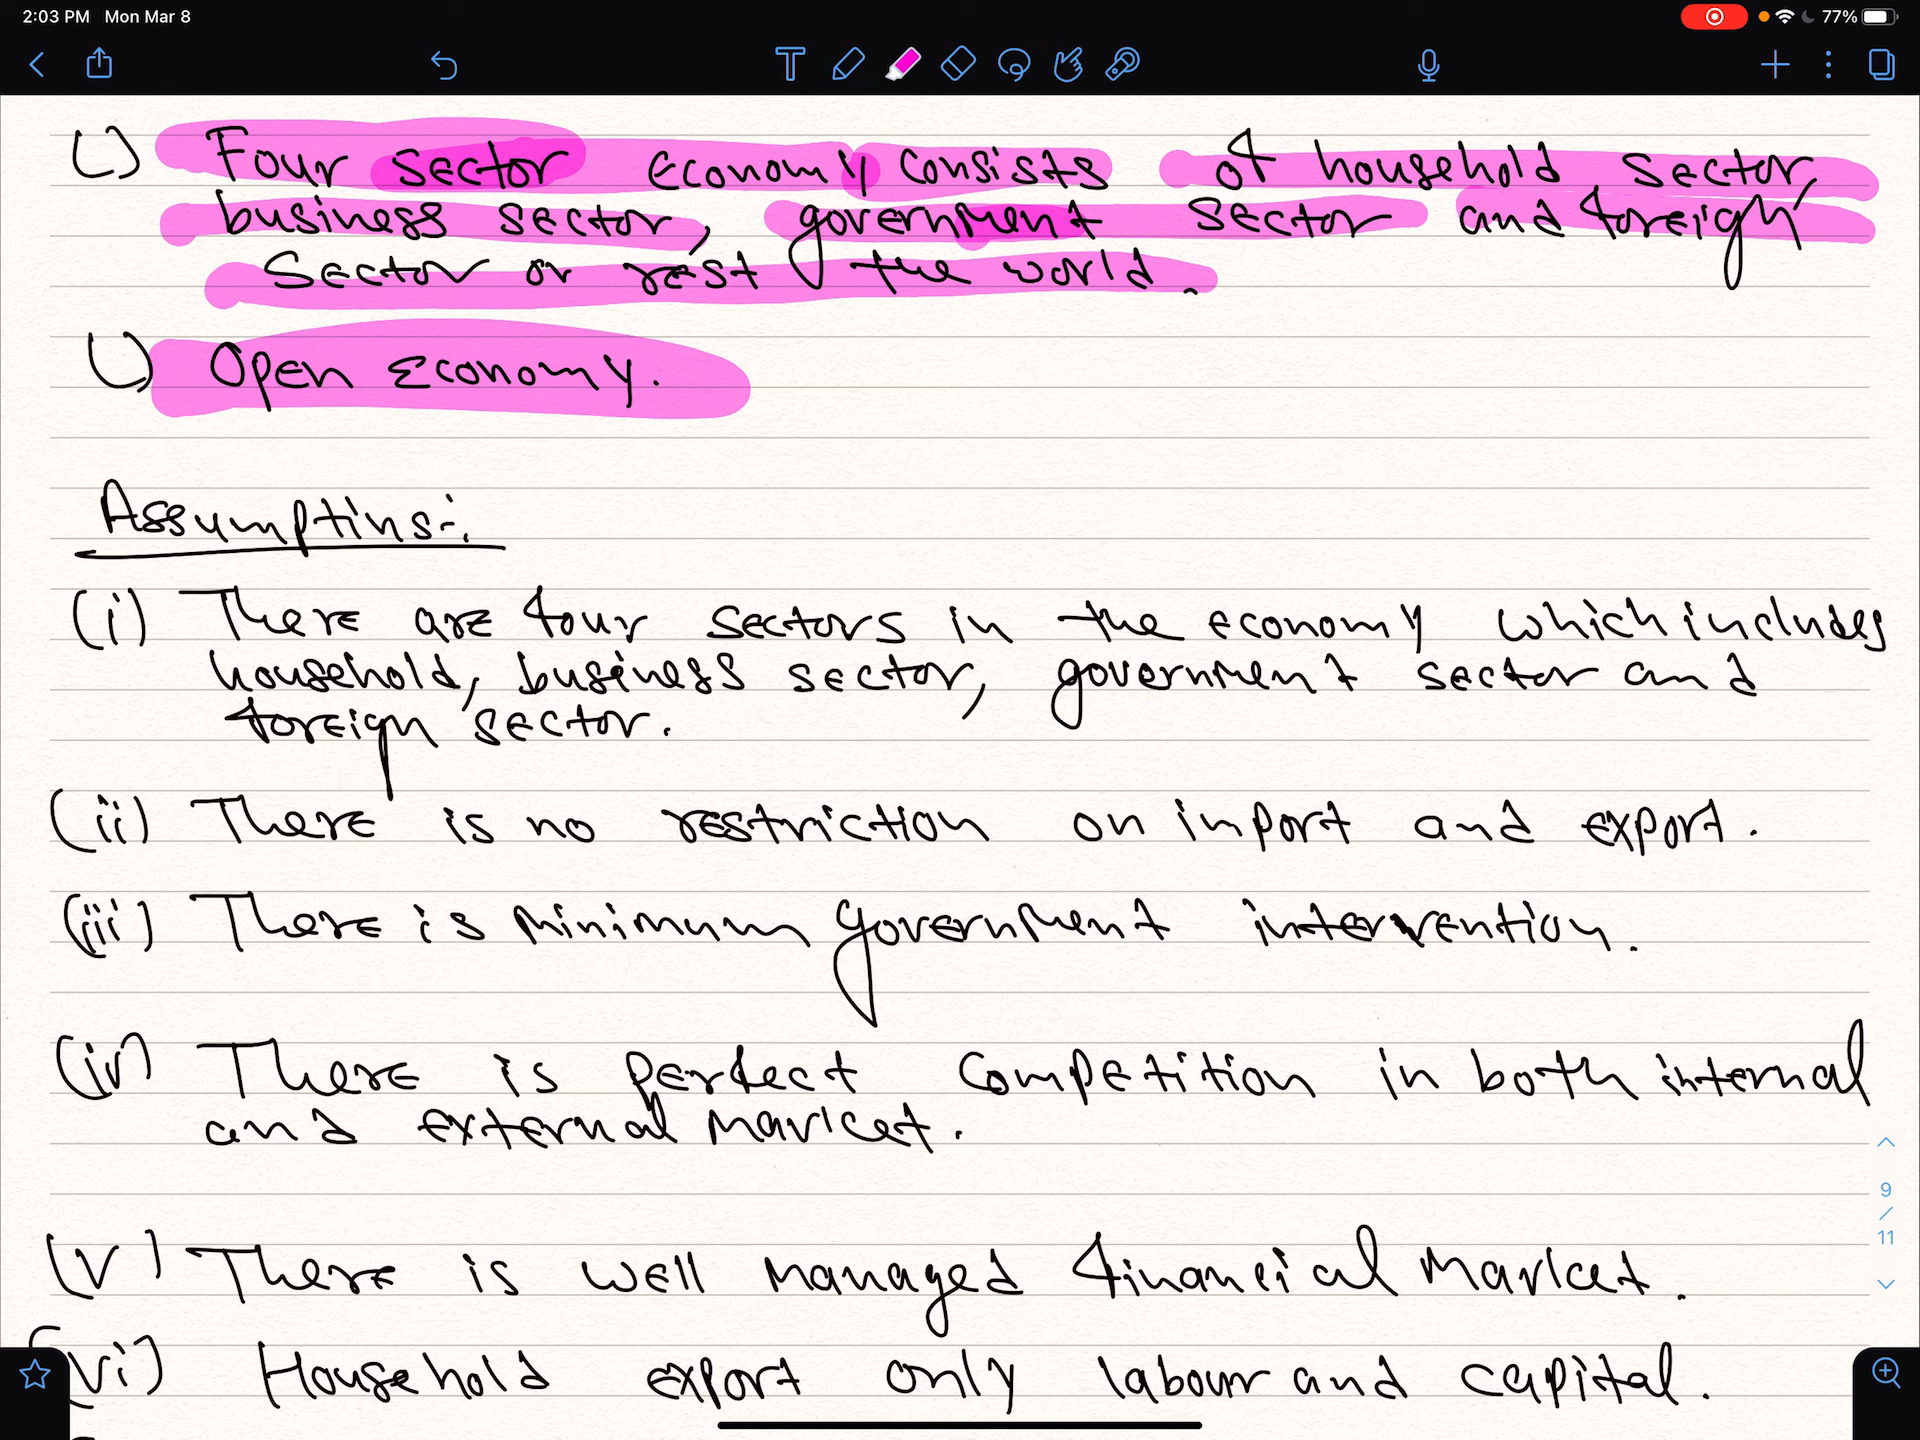 2:03 PM Mon Mar 8
77%
Four sector economy consists of household sector,
business sector, government sector and foreign
sector or rest the world.
Open Economy.
Assumptins:
(i) There are four sectors in the economy which includes
household, business sector, government sector and
foreign sector.
(ii) There is no restriction on import and export.
(iii) There is minimum government intervention.
(iv) There is perfect competition in both internal
and external market.
9
/
11
(v) There is well managed financial market.
(vi) Household export only labour and capital.